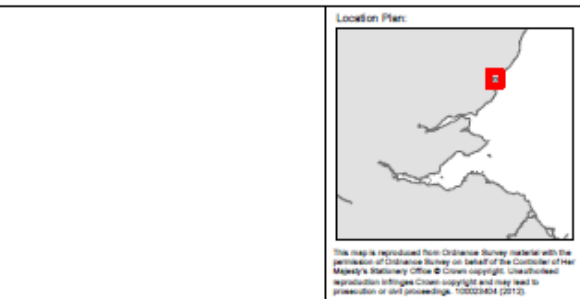 Location Plan:
This map is reproduced from Ordnance Survey material with the
permission of Ordnance Survey on behalf of the Controller of Her
Majesty's Stationery Office © Crown copyright. Unauthorised
reproduction infringes Crown copyright and may lead to
prosecution or civil proceedings. 100023404 (2012).